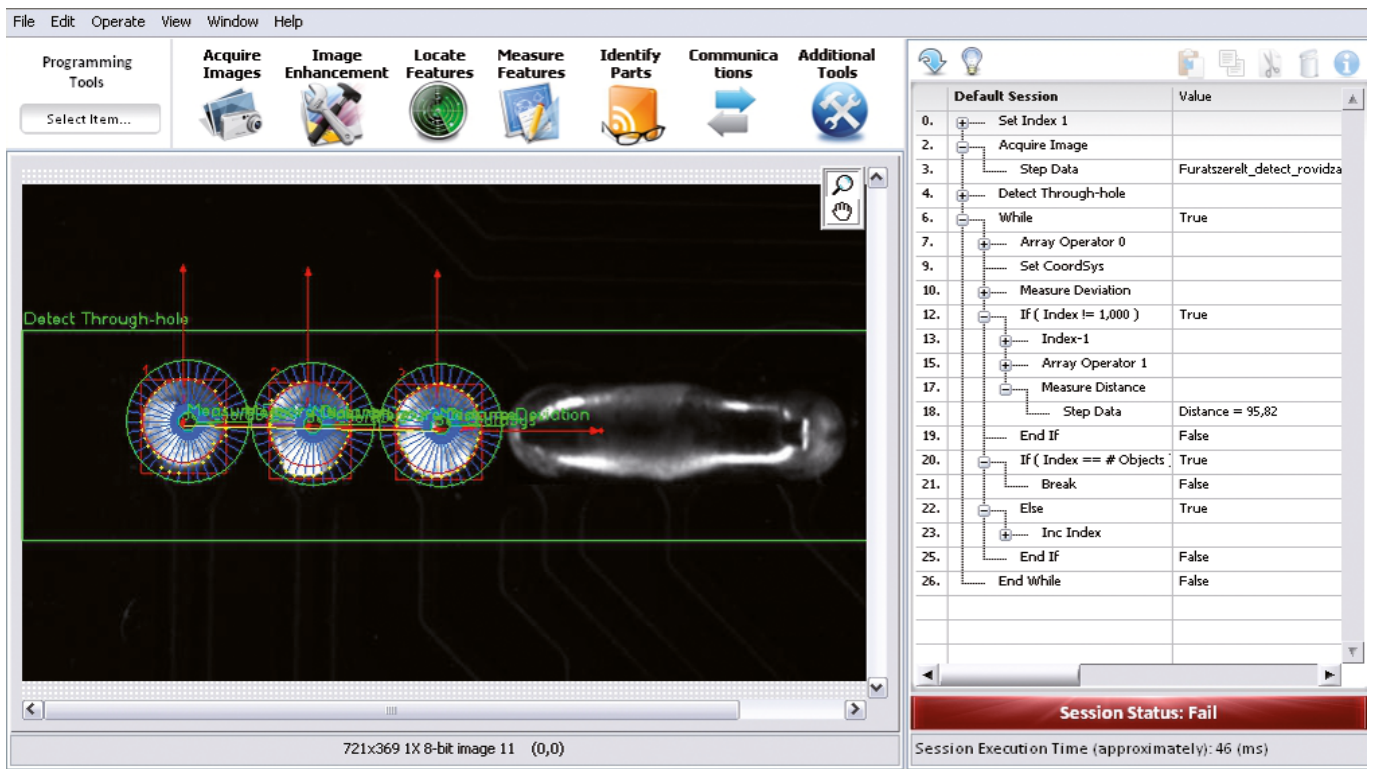 File Edit Operate View Window Help
Programming
Tools
Select Item...
Acquire
Images
Image
Enhancement
Locate
Features
Measure
Features
Identify
Parts
Communica
tions
Additional
Tools
Detect Through-hole
1
2
3
Deviation
721x369 1X 8-bit image 11 (0,0)
Default Session Value
0. Set Index 1
2. Acquire Image
3. Step Data Furatszerelt_detect_rovidza
4. Detect Through-hole
6. While True
7. Array Operator 0
9. Set CoordSys
10. Measure Deviation
12. If ( Index != 1,000 ) True
13. Index-1
15. Array Operator 1
17. Measure Distance
18. Step Data Distance = 95,82
19. End If False
20. If ( Index == # Objects ) True
21. Break False
22. Else True
23. Inc Index
25. End If False
26. End While False
Session Status: Fail
Session Execution Time (approximately): 46 (ms)